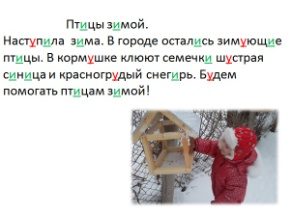 Птицы зимой.
Наступила зима. В городе остались зимующие
птицы. В кормушке клюют семечки шустрая
синица и красногрудый снегирь. Будем
помогать птицам зимой!